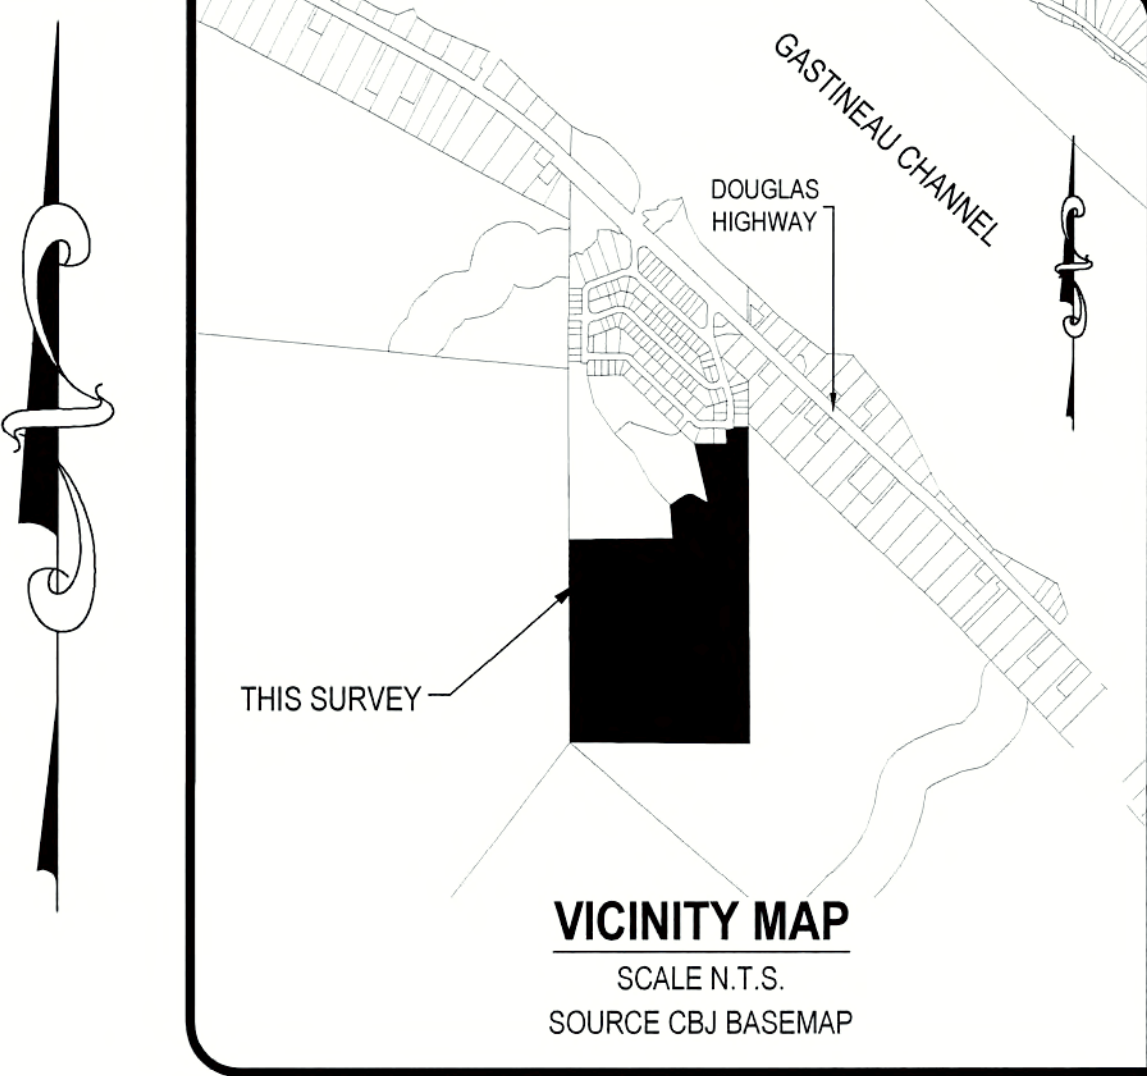 GASTINEAU CHANNEL
DOUGLAS
HIGHWAY
THIS SURVEY
VICINITY MAP
SCALE N.T.S.
SOURCE CBJ BASEMAP